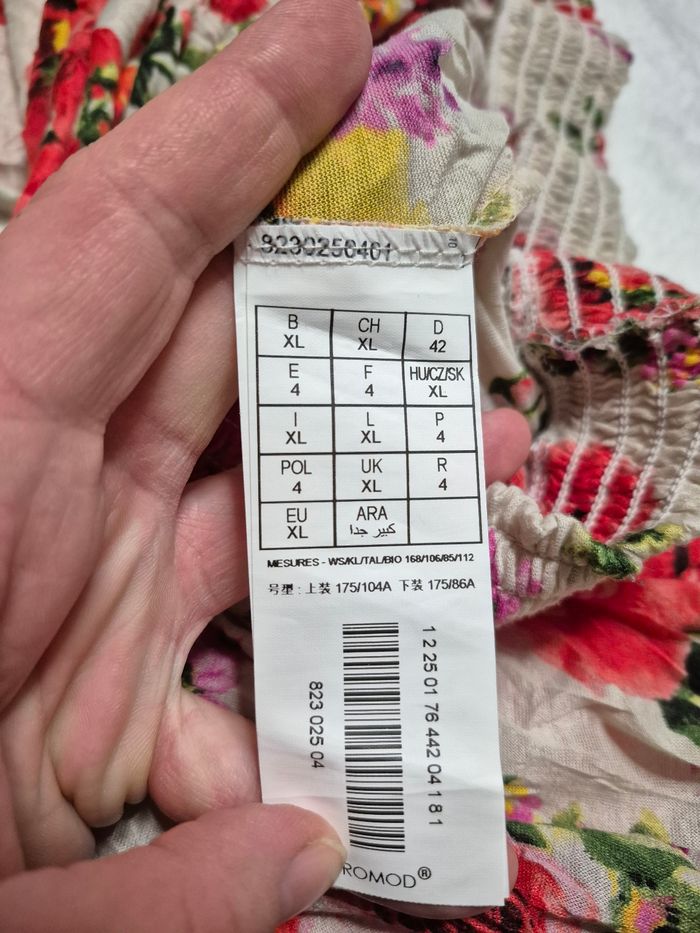 8230250401
B CH D
XL XL 42
E F HU/CZ/SK
4 4 XL
I L P
XL XL 4
POL UK R
4 XL 4
EU ARA
XL كبير جدا
MESURES - WS/KL/TAL/BIO 168/106/85/112
号型 : 上装 175/104A 下装 175/86A
1 2 25 01 76 442 04 1 8 1
823 025 04
ROMOD®